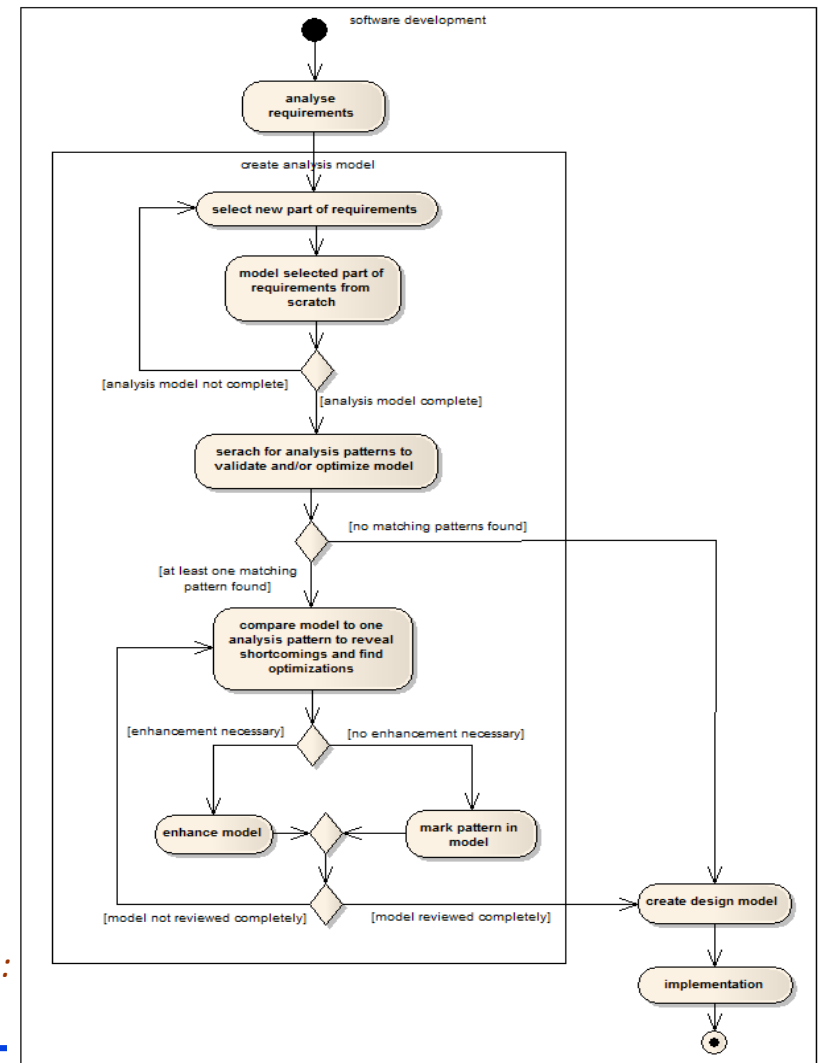 software development
analyse
requirements
create analysis model
select new part of requirements
model selected part of
requirements from
scratch
[analysis model not complete]
[analysis model complete]
serach for analysis patterns to
validate and/or optimize model
[no matching patterns found]
[at least one matching
pattern found]
compare model to one
analysis pattern to reveal
shortcomings and find
optimizations
[enhancement necessary]
[no enhancement necessary]
enhance model
mark pattern in
model
[model not reviewed completely]
[model reviewed completely]
create design model
:
implementation